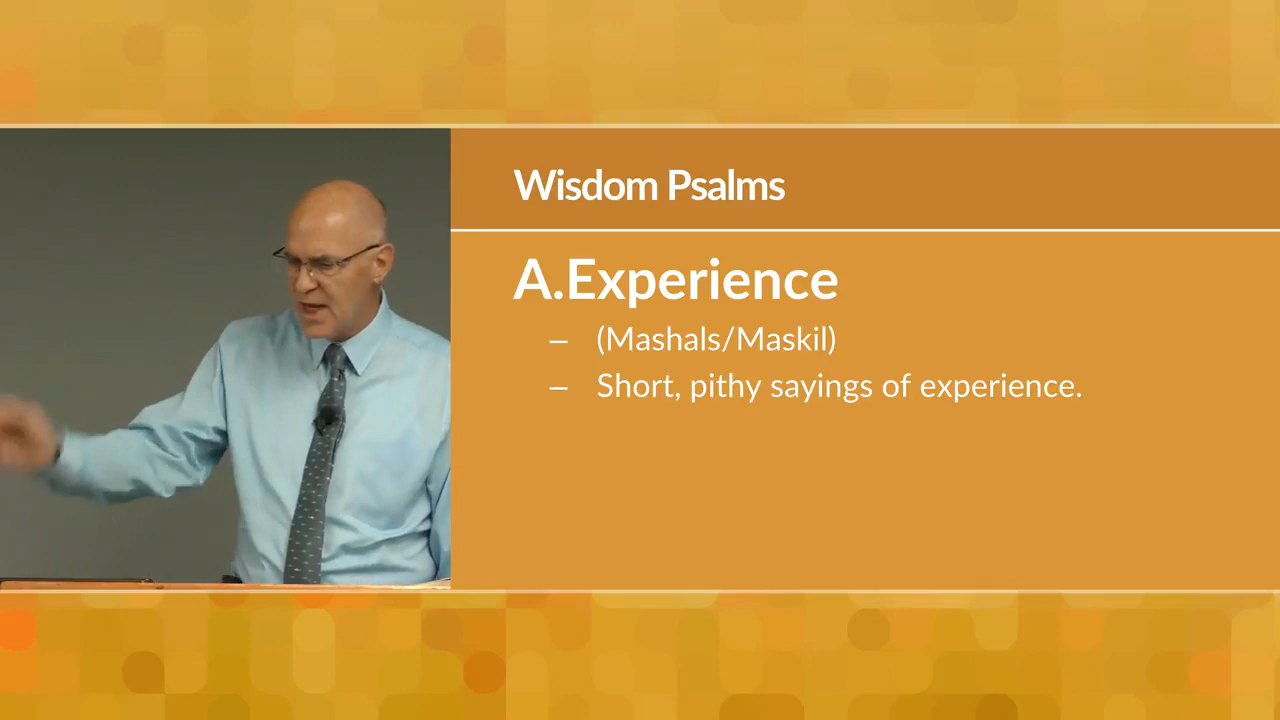 Wisdom Psalms
A.Experience
– (Mashals/Maskil)
– Short, pithy sayings of experience.